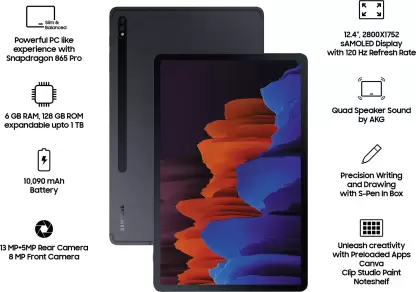 Slim &
Balanced
Powerful PC like
experience with
Snapdragon 865 Pro
6 GB RAM, 128 GB ROM
expandable upto 1 TB
10,090 mAh
Battery
13 MP+5MP Rear Camera
8 MP Front Camera
SAMSUNG
12.4", 2800X1752
sAMOLED Display
with 120 Hz Refresh Rate
Quad Speaker Sound
by AKG
Precision Writing
and Drawing
with S-Pen In Box
Unleash creativity
with Preloaded Apps
Canva
Clip Studio Paint
Noteshelf